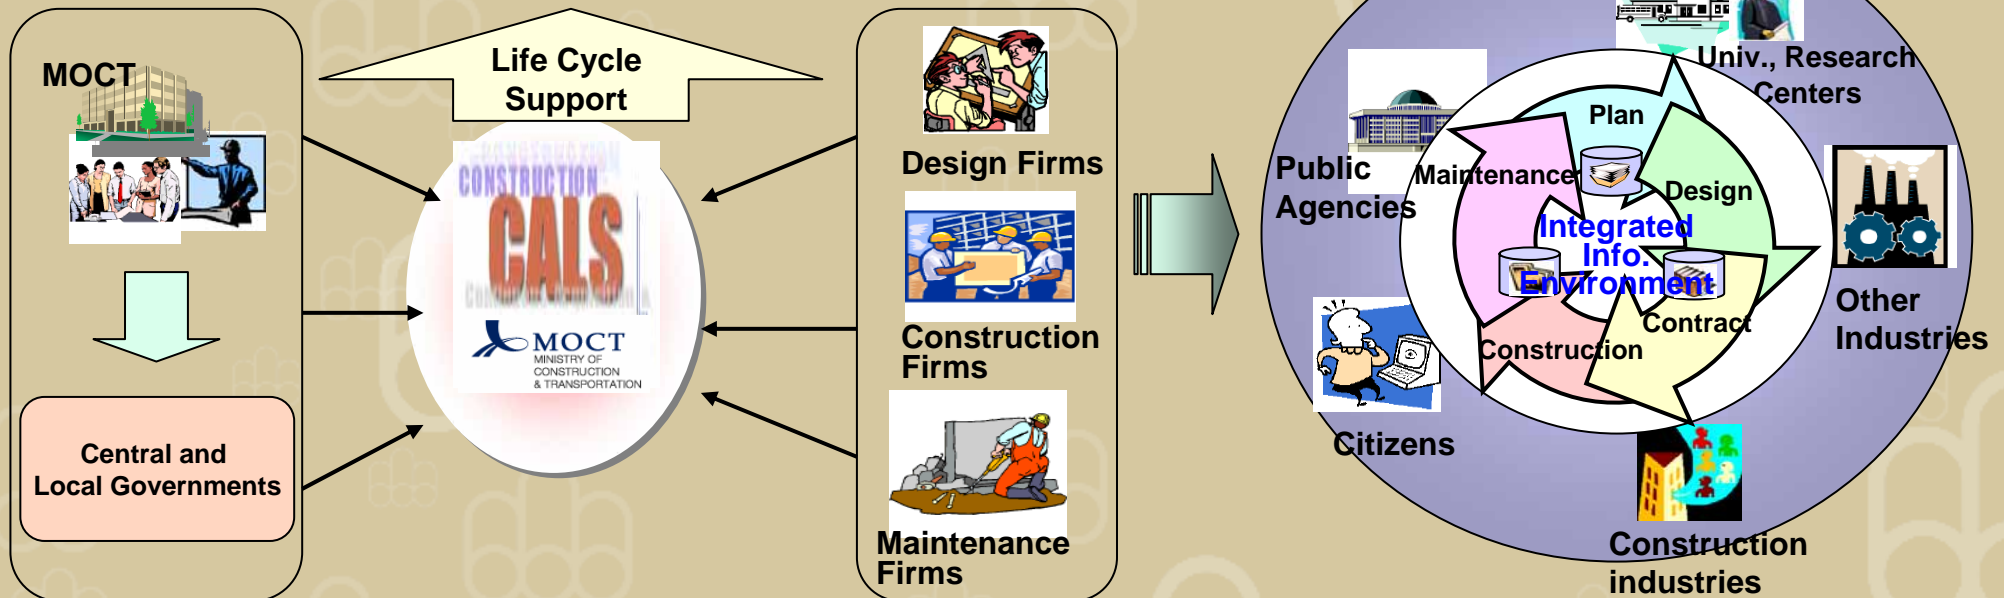 MOCT
Central and
Local Governments
Life Cycle
Support
CONSTRUCTION
CALS
MOCT
MINISTRY OF
CONSTRUCTION
& TRANSPORTATION
Design Firms
Construction
Firms
Maintenance
Firms
Univ., Research
Centers
Public
Agencies
Plan
Maintenance
Design
Integrated
Info.
Environment
Contract
Construction
Other
Industries
Citizens
Construction
industries